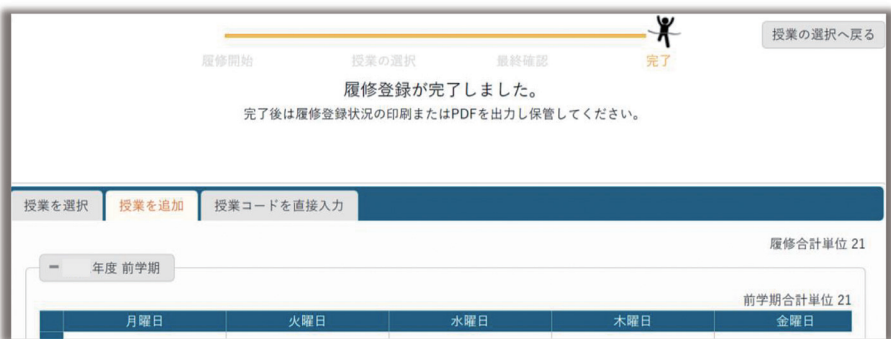 授業の選択へ戻る
履修開始 授業の選択 最終確認 完了
履修登録が完了しました。
完了後は履修登録状況の印刷またはPDFを出力し保管してください。
授業を選択 授業を追加 授業コードを直接入力
履修合計単位 21
年度 前学期
前学期合計単位 21
月曜日 火曜日 水曜日 木曜日 金曜日